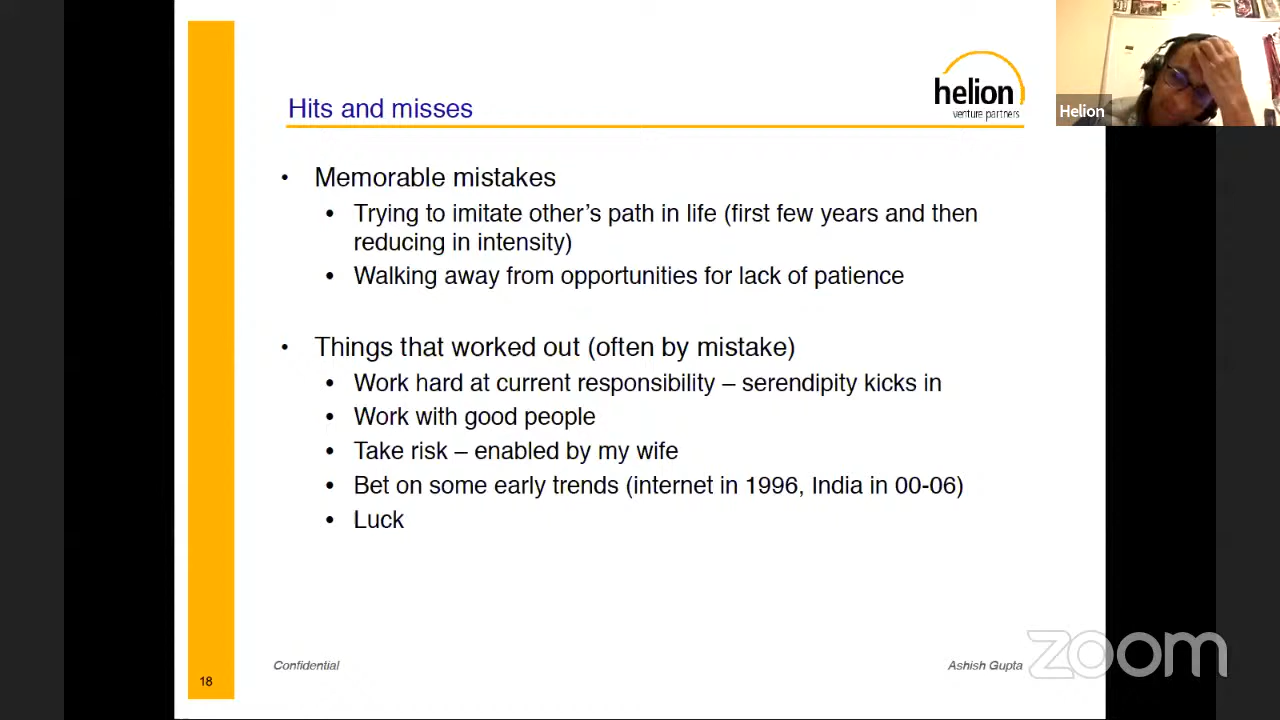 Hits and misses
helion
venture partners
Helion
• Memorable mistakes
• Trying to imitate other's path in life (first few years and then
reducing in intensity)
• Walking away from opportunities for lack of patience
• Things that worked out (often by mistake)
• Work hard at current responsibility – serendipity kicks in
• Work with good people
• Take risk – enabled by my wife
• Bet on some early trends (internet in 1996, India in 00-06)
• Luck
Confidential
Ashish Gupta
zoom
18